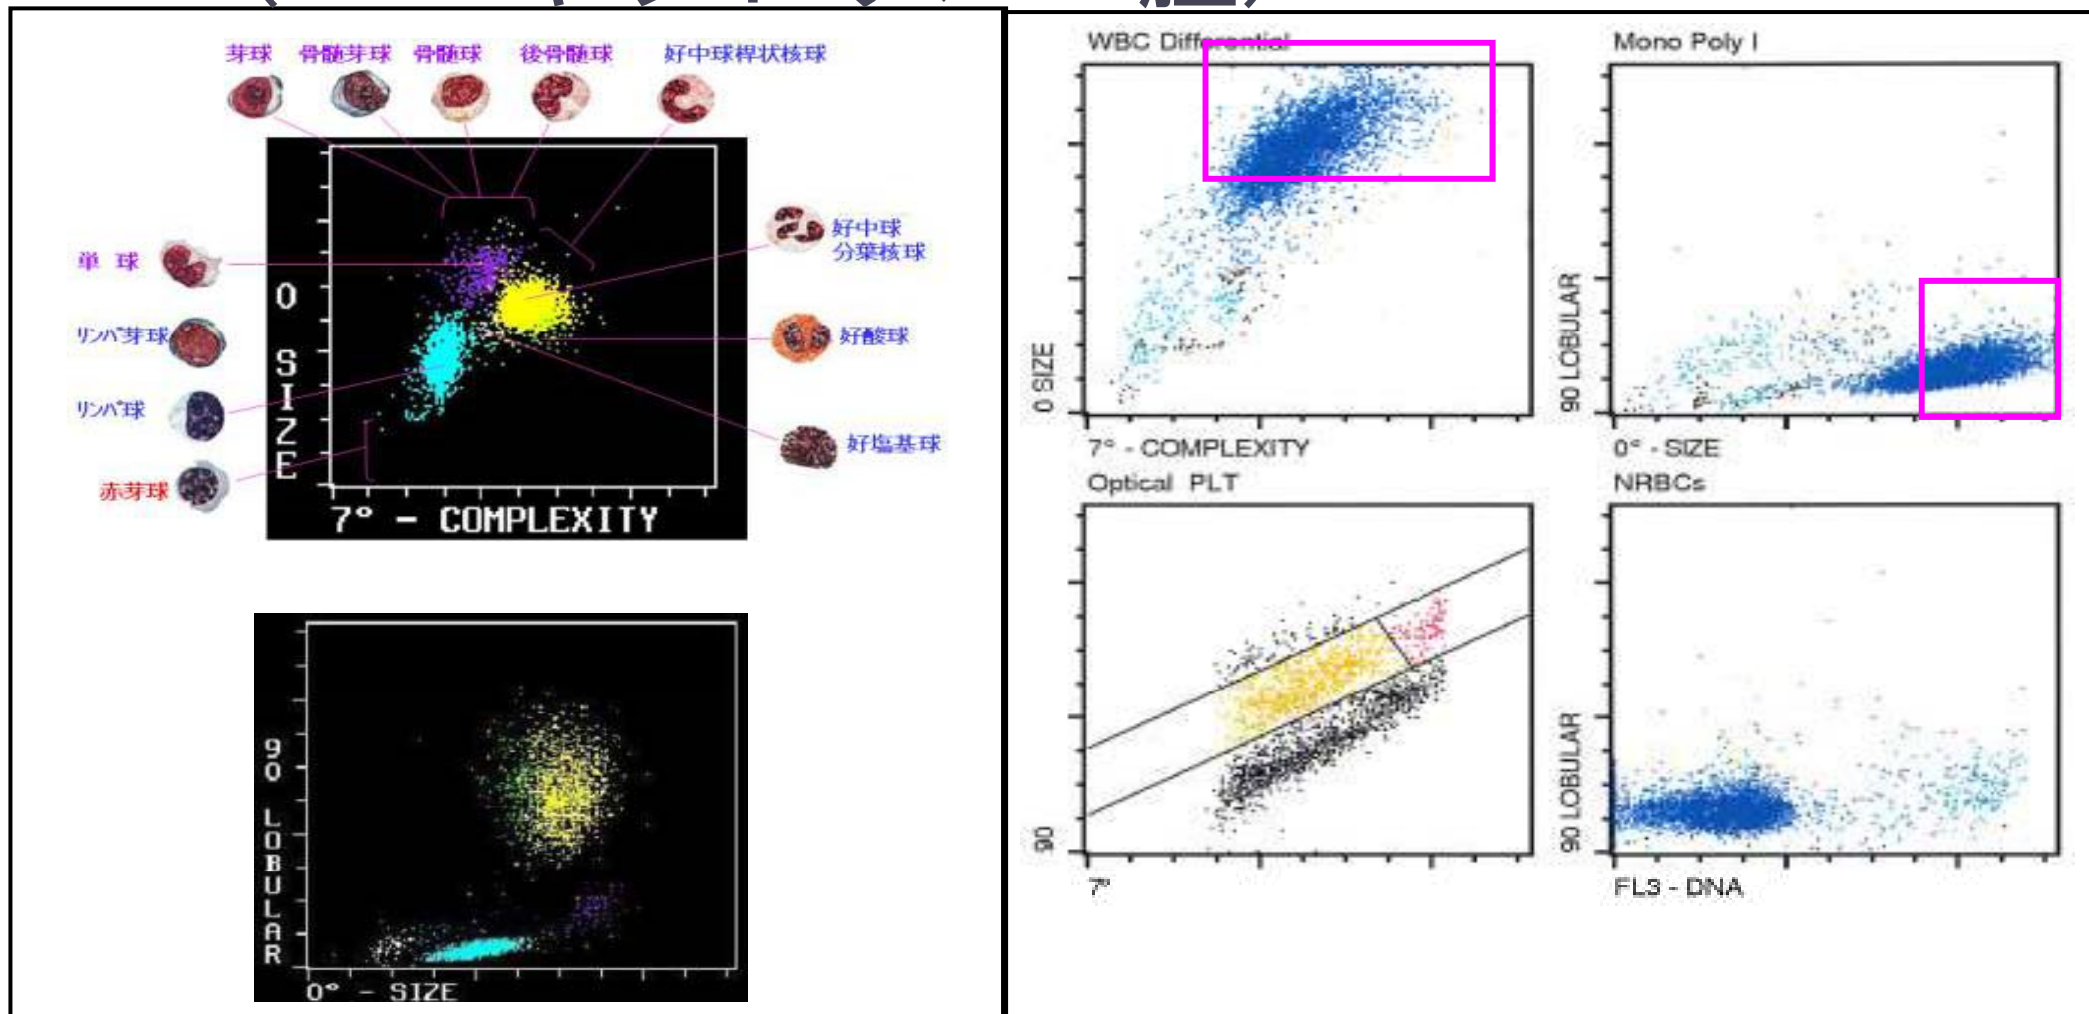 芽球 骨髄芽球 骨髄球 後骨髄球 好中球桿状核球
単 球
リンパ芽球
リンパ球
赤芽球
好中球
分葉核球
好酸球
好塩基球
0 SIZE
7° - COMPLEXITY
90 LOBULAR
0° - SIZE
WBC Differential
0 SIZE
7° - COMPLEXITY
Mono Poly I
90 LOBULAR
0° - SIZE
Optical PLT
90
7°
NRBCs
90 LOBULAR
FL3 - DNA